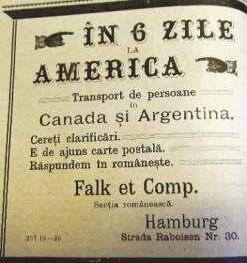 ÎN 6 ZILE
LA
AMERICA
Transport de persoane
în
Canada și Argentina.
Cereți clarificări.
E de ajuns carte poștală.
Răspundem în românește.
Falk et Comp.
Secția românească.
Hamburg
Strada Raboisen Nr. 30.